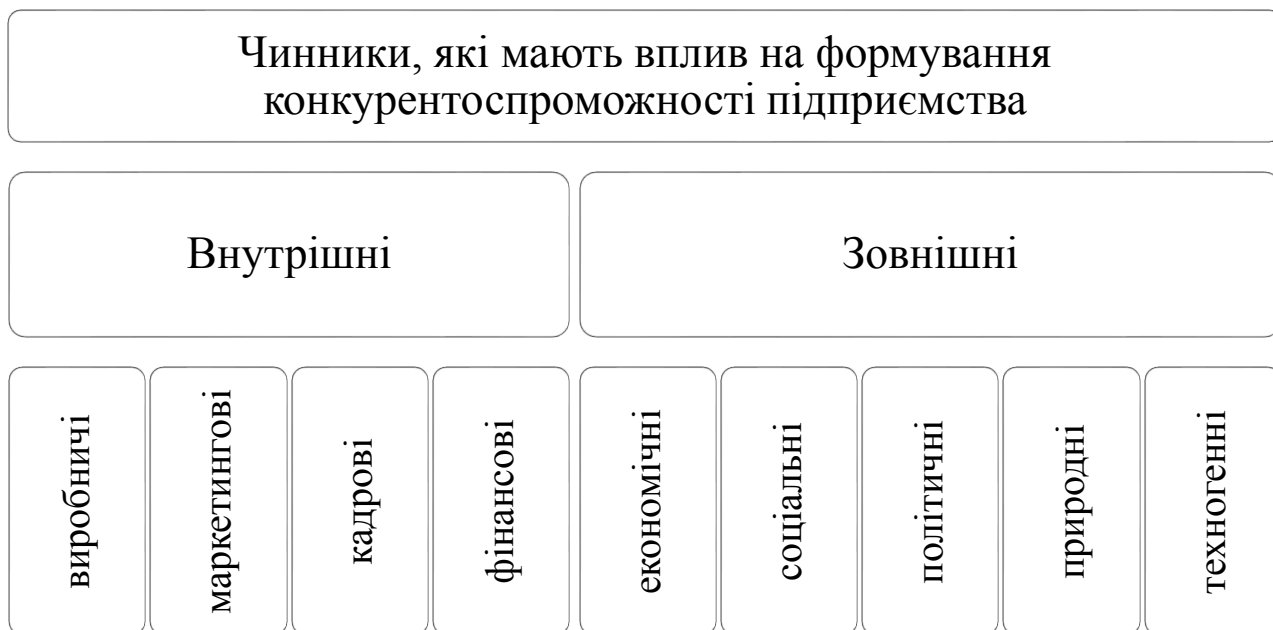 Чинники, які мають вплив на формування
конкурентоспроможності підприємства
Внутрішні
Зовнішні
виробничі
маркетингові
кадрові
фінансові
економічні
соціальні
політичні
природні
техногенні